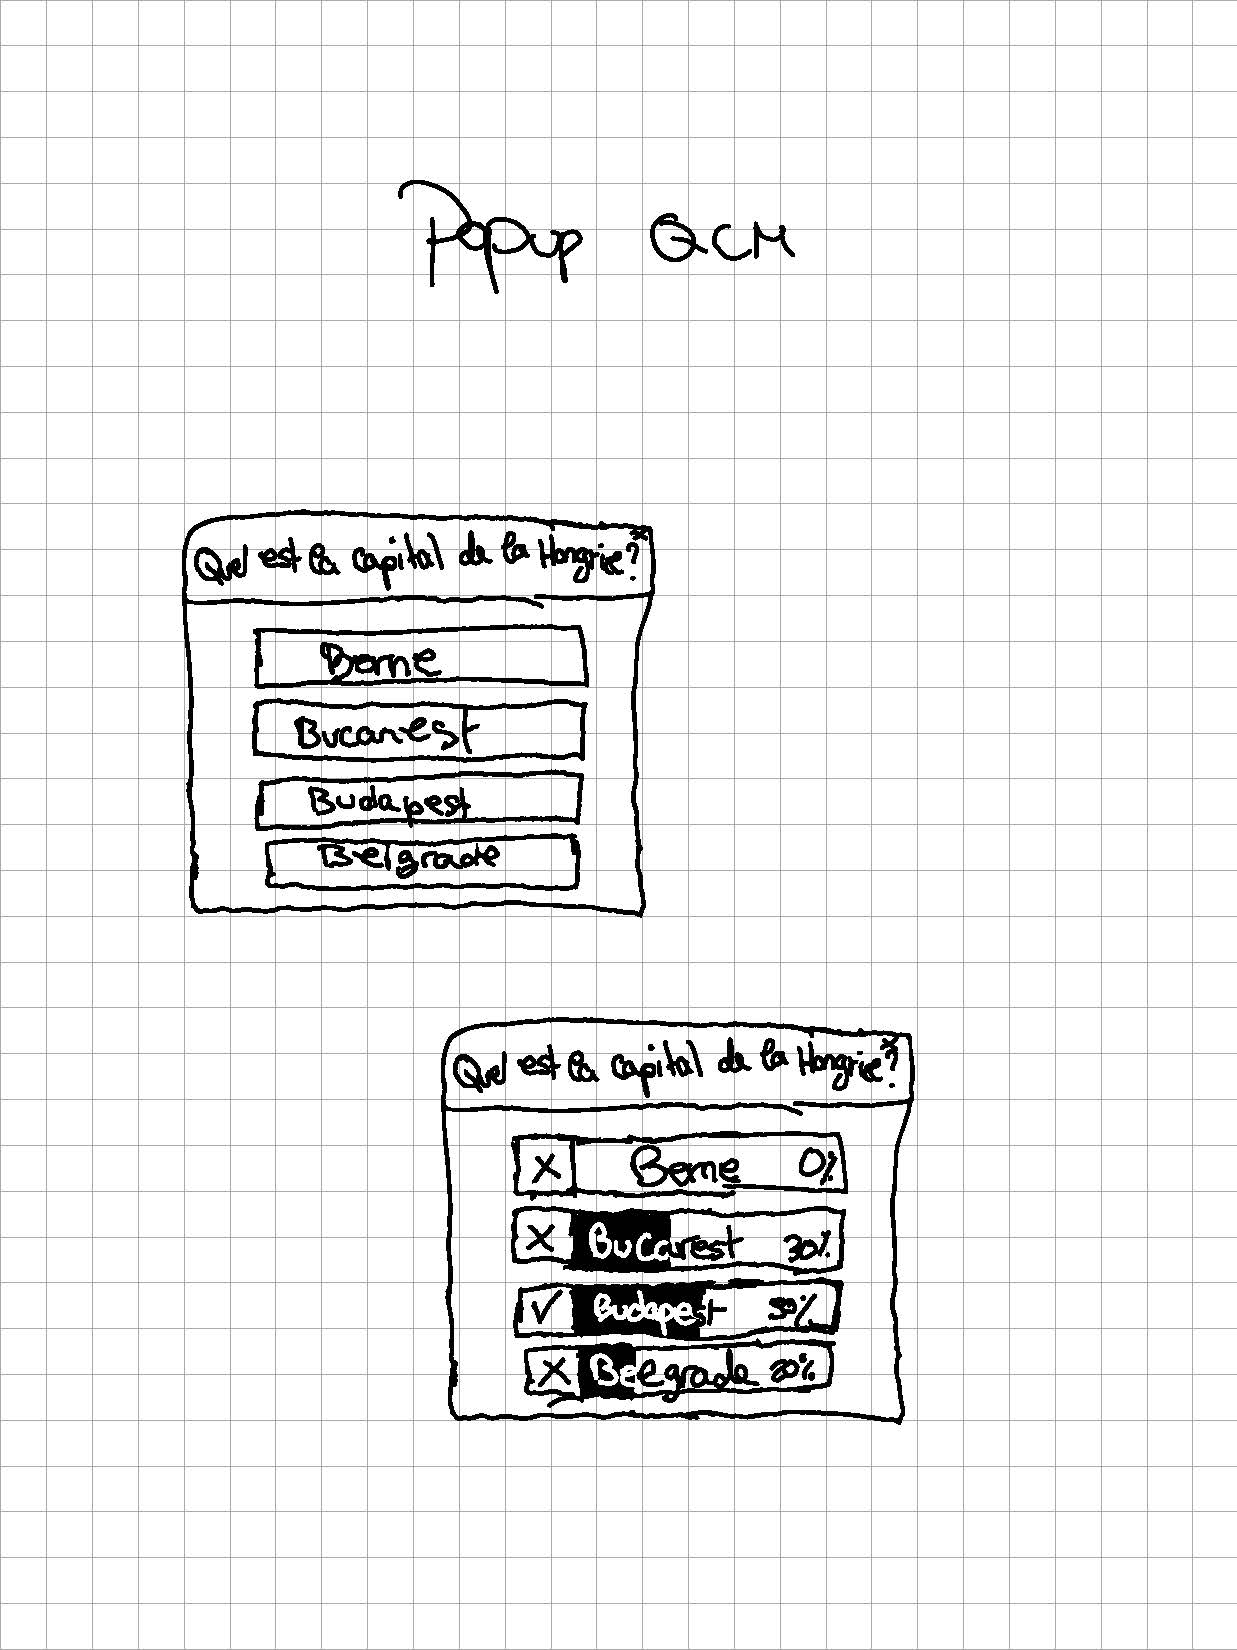 Popup QCM
Quel est la capital de la Hongrie?
x
Berne
Bucarest
Budapest
Belgrade
Quel est la capital de la Hongrie?
x
X Berne 0%
X Bucarest 30%
✓ Budapest 50%
X Belegrade 20%